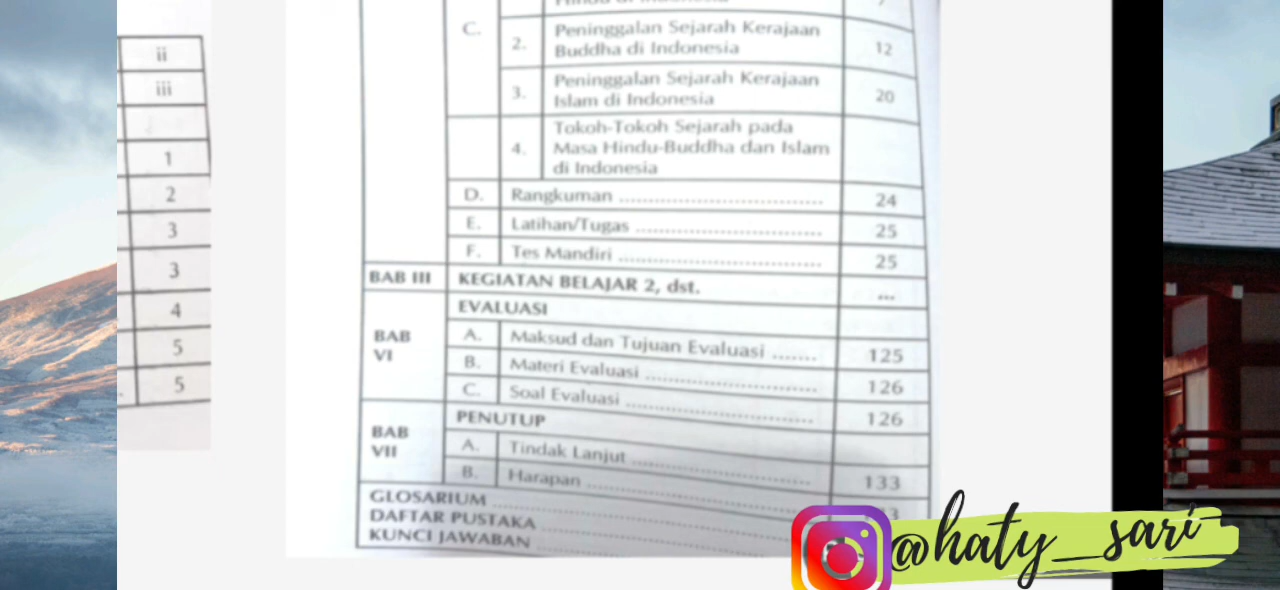 ii
iii
1
2
3
3
4
5
5
C.
2. Peninggalan Sejarah Kerajaan
Buddha di Indonesia 12
3. Peninggalan Sejarah Kerajaan
Islam di Indonesia 20
4. Tokoh-Tokoh Sejarah pada
Masa Hindu-Buddha dan Islam
di Indonesia
D. Rangkuman ................................. 24
E. Latihan/Tugas .............................. 25
F. Tes Mandiri ................................. 25
BAB III KEGIATAN BELAJAR 2, dst. ...
EVALUASI
BAB VI
A. Maksud dan Tujuan Evaluasi ....... 125
B. Materi Evaluasi ............................ 126
C. Soal Evaluasi .............................. 126
PENUTUP
BAB VII
A. Tindak Lanjut ............................. 133
B. Harapan ....................................
GLOSARIUM ................................................
DAFTAR PUSTAKA ........................................
KUNCI JAWABAN ........................................
@haty_sari